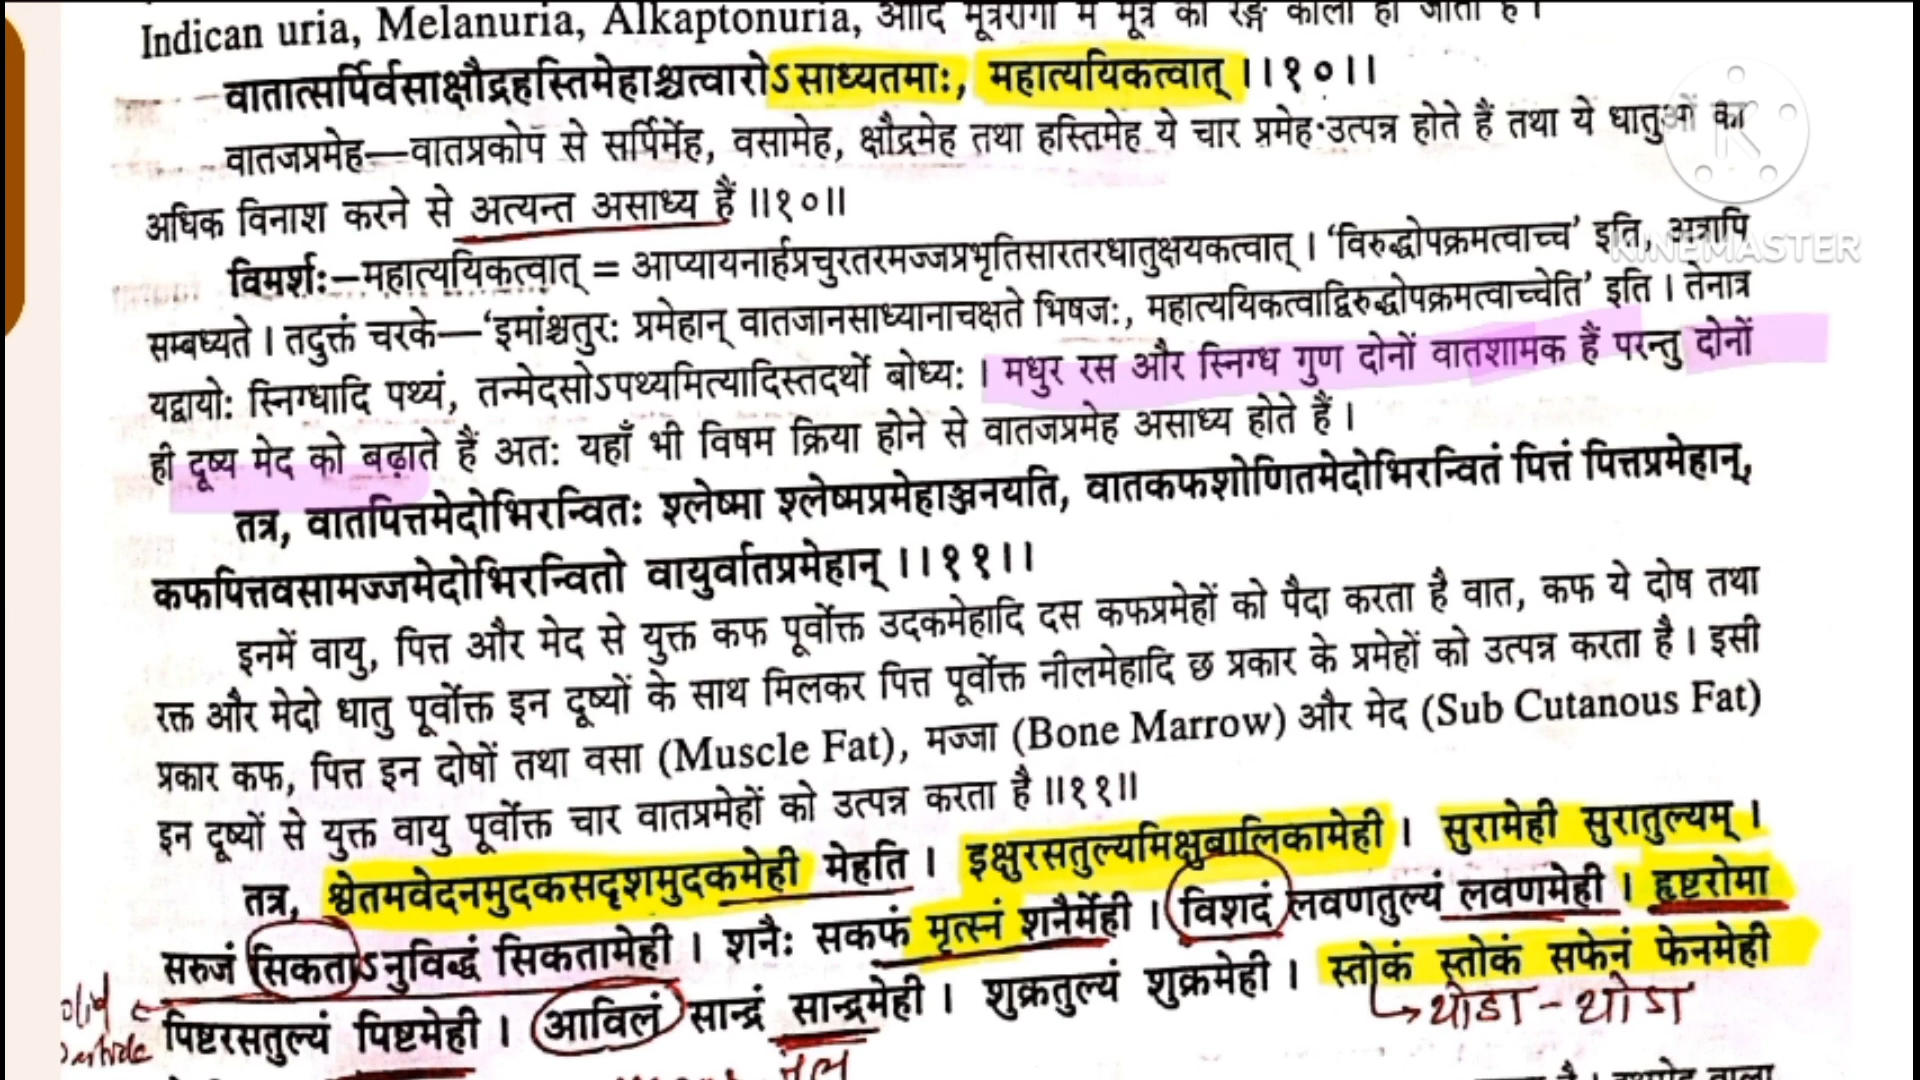 Indican uria, Melanuria, Alkaptonuria, आदि मूत्ररोगों में मूत्र का रङ्ग काला हो जाता है।
वातात्सर्पिर्वसाक्षौद्रहस्तिमेहाश्चत्वारोऽसाध्यतमाः, महात्ययिकत्वात् ।।१०।।
वातजप्रमेह—वातप्रकोप से सर्पिर्मेह, वसामेह, क्षौद्रमेह तथा हस्तिमेह ये चार प्रमेह उत्पन्न होते हैं तथा ये धातुओं का
अधिक विनाश करने से अत्यन्त असाध्य हैं ॥१०॥
विमर्शः–महात्ययिकत्वात् = आप्यायनार्हप्रचुरतरमज्जप्रभृतिसारतरधातुक्षयकत्वात् । ‘विरुद्धोपक्रमत्वाच्च’ इति, अत्रापि
KINEMASTER
सम्बध्यते । तदुक्तं चरके—‘इमांश्चतुरः प्रमेहान् वातजानसाध्यानाचक्षते भिषजः, महात्ययिकत्वाद्विरुद्धोपक्रमत्वाच्चेति’ इति । तेनात्र
यद्वायोः स्निग्धादि पथ्यं, तन्मेदसोऽपथ्यमित्यादिस्तदर्थो बोध्यः । मधुर रस और स्निग्ध गुण दोनों वातशामक हैं परन्तु दोनों
ही दूष्य मेद को बढ़ाते हैं अतः यहाँ भी विषम क्रिया होने से वातजप्रमेह असाध्य होते हैं ।
तत्र, वातपित्तमेदोभिरन्वितः श्लेष्मा श्लेष्मप्रमेहाञ्जनयति, वातकफशोणितमेदोभिरन्वितं पित्तं पित्तप्रमेहान्,
कफपित्तवसामज्जमेदोभिरन्वितो वायुर्वातप्रमेहान् ।।११।।
इनमें वायु, पित्त और मेद से युक्त कफ पूर्वोक्त उदकमेहादि दस कफप्रमेहों को पैदा करता है वात, कफ ये दोष तथा
रक्त और मेदो धातु पूर्वोक्त इन दूष्यों के साथ मिलकर पित्त पूर्वोक्त नीलमेहादि छ प्रकार के प्रमेहों को उत्पन्न करता है । इसी
प्रकार कफ, पित्त इन दोषों तथा वसा (Muscle Fat), मज्जा (Bone Marrow) और मेद (Sub Cutanous Fat)
इन दूष्यों से युक्त वायु पूर्वोक्त चार वातप्रमेहों को उत्पन्न करता है ॥११॥
तत्र, श्वेतमवेदनमुदकसदृशमुदकमेही मेहति । इक्षुरसतुल्यमिक्षुबालिकामेही । सुरामेही सुरातुल्यम् ।
सरुजं सिकताऽनुविद्धं सिकतामेही । शनैः सकफं मृत्स्नं शनैर्मेही । विशदं लवणतुल्यं लवणमेही । हृष्टरोमा
पिष्टरसतुल्यं पिष्टमेही । आविलं सान्द्रं सान्द्रमेही । शुक्रतुल्यं शुक्रमेही । स्तोकं स्तोकं सफेनं फेनमेही
थोडा - थोडा